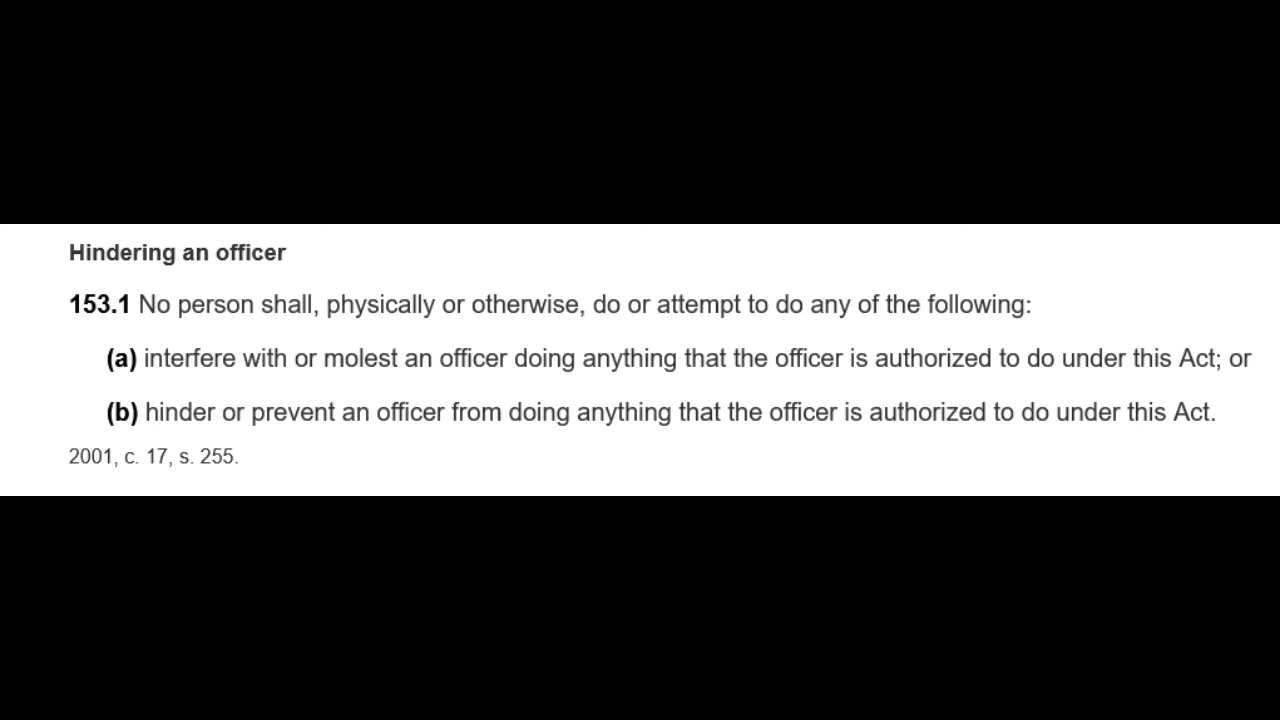 Hindering an officer
153.1 No person shall, physically or otherwise, do or attempt to do any of the following:
(a) interfere with or molest an officer doing anything that the officer is authorized to do under this Act; or
(b) hinder or prevent an officer from doing anything that the officer is authorized to do under this Act.
2001, c. 17, s. 255.